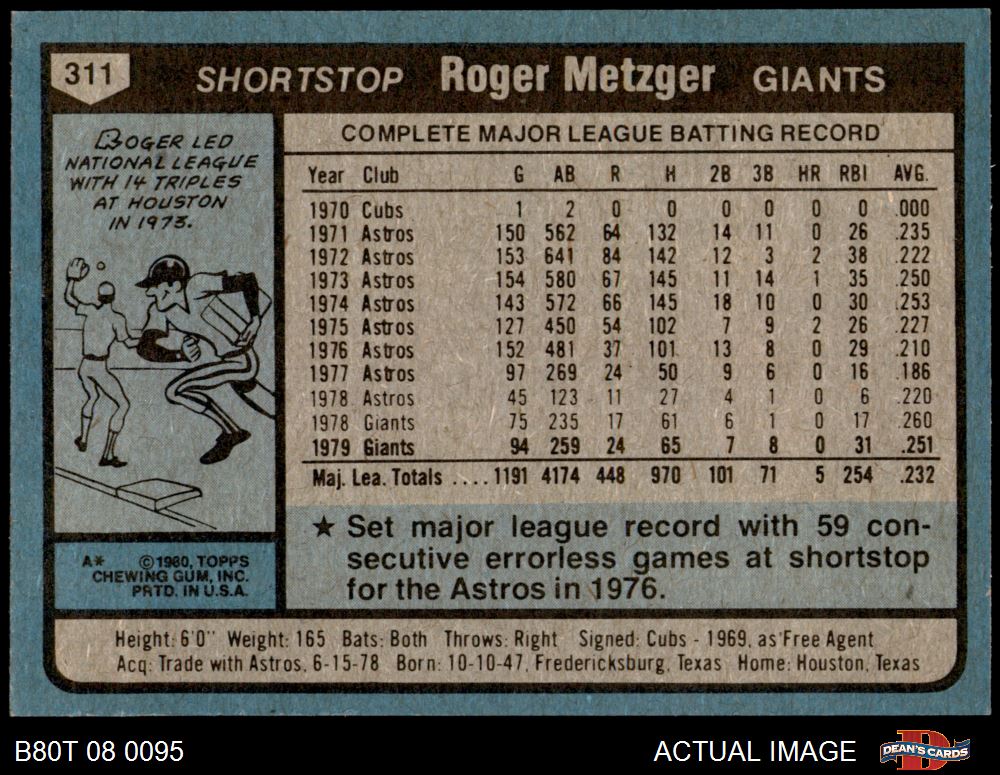 311 SHORTSTOP Roger Metzger GIANTS
ROGER LED
NATIONAL LEAGUE
WITH 14 TRIPLES
AT HOUSTON
IN 1973.
COMPLETE MAJOR LEAGUE BATTING RECORD
Year Club G AB R H 2B 3B HR RBI AVG.
1970 Cubs 1 2 0 0 0 0 0 0 .000
1971 Astros 150 562 64 132 14 11 0 26 .235
1972 Astros 153 641 84 142 12 3 2 38 .222
1973 Astros 154 580 67 145 11 14 1 35 .250
1974 Astros 143 572 66 145 18 10 0 30 .253
1975 Astros 127 450 54 102 7 9 2 26 .227
1976 Astros 152 481 37 101 13 8 0 29 .210
1977 Astros 97 269 24 50 9 6 0 16 .186
1978 Astros 45 123 11 27 4 1 0 6 .220
1978 Giants 75 235 17 61 6 1 0 17 .260
1979 Giants 94 259 24 65 7 8 0 31 .251
Maj. Lea. Totals .... 1191 4174 448 970 101 71 5 254 .232
★ Set major league record with 59 con-
secutive errorless games at shortstop
for the Astros in 1976.
A* ©1980, TOPPS
CHEWING GUM, INC.
PRTD. IN U.S.A.
Height: 6'0" Weight: 165 Bats: Both Throws: Right Signed: Cubs - 1969, as Free Agent
Acq: Trade with Astros, 6-15-78 Born: 10-10-47, Fredericksburg, Texas Home: Houston, Texas
B80T 08 0095 ACTUAL IMAGE DEAN'S CARDS